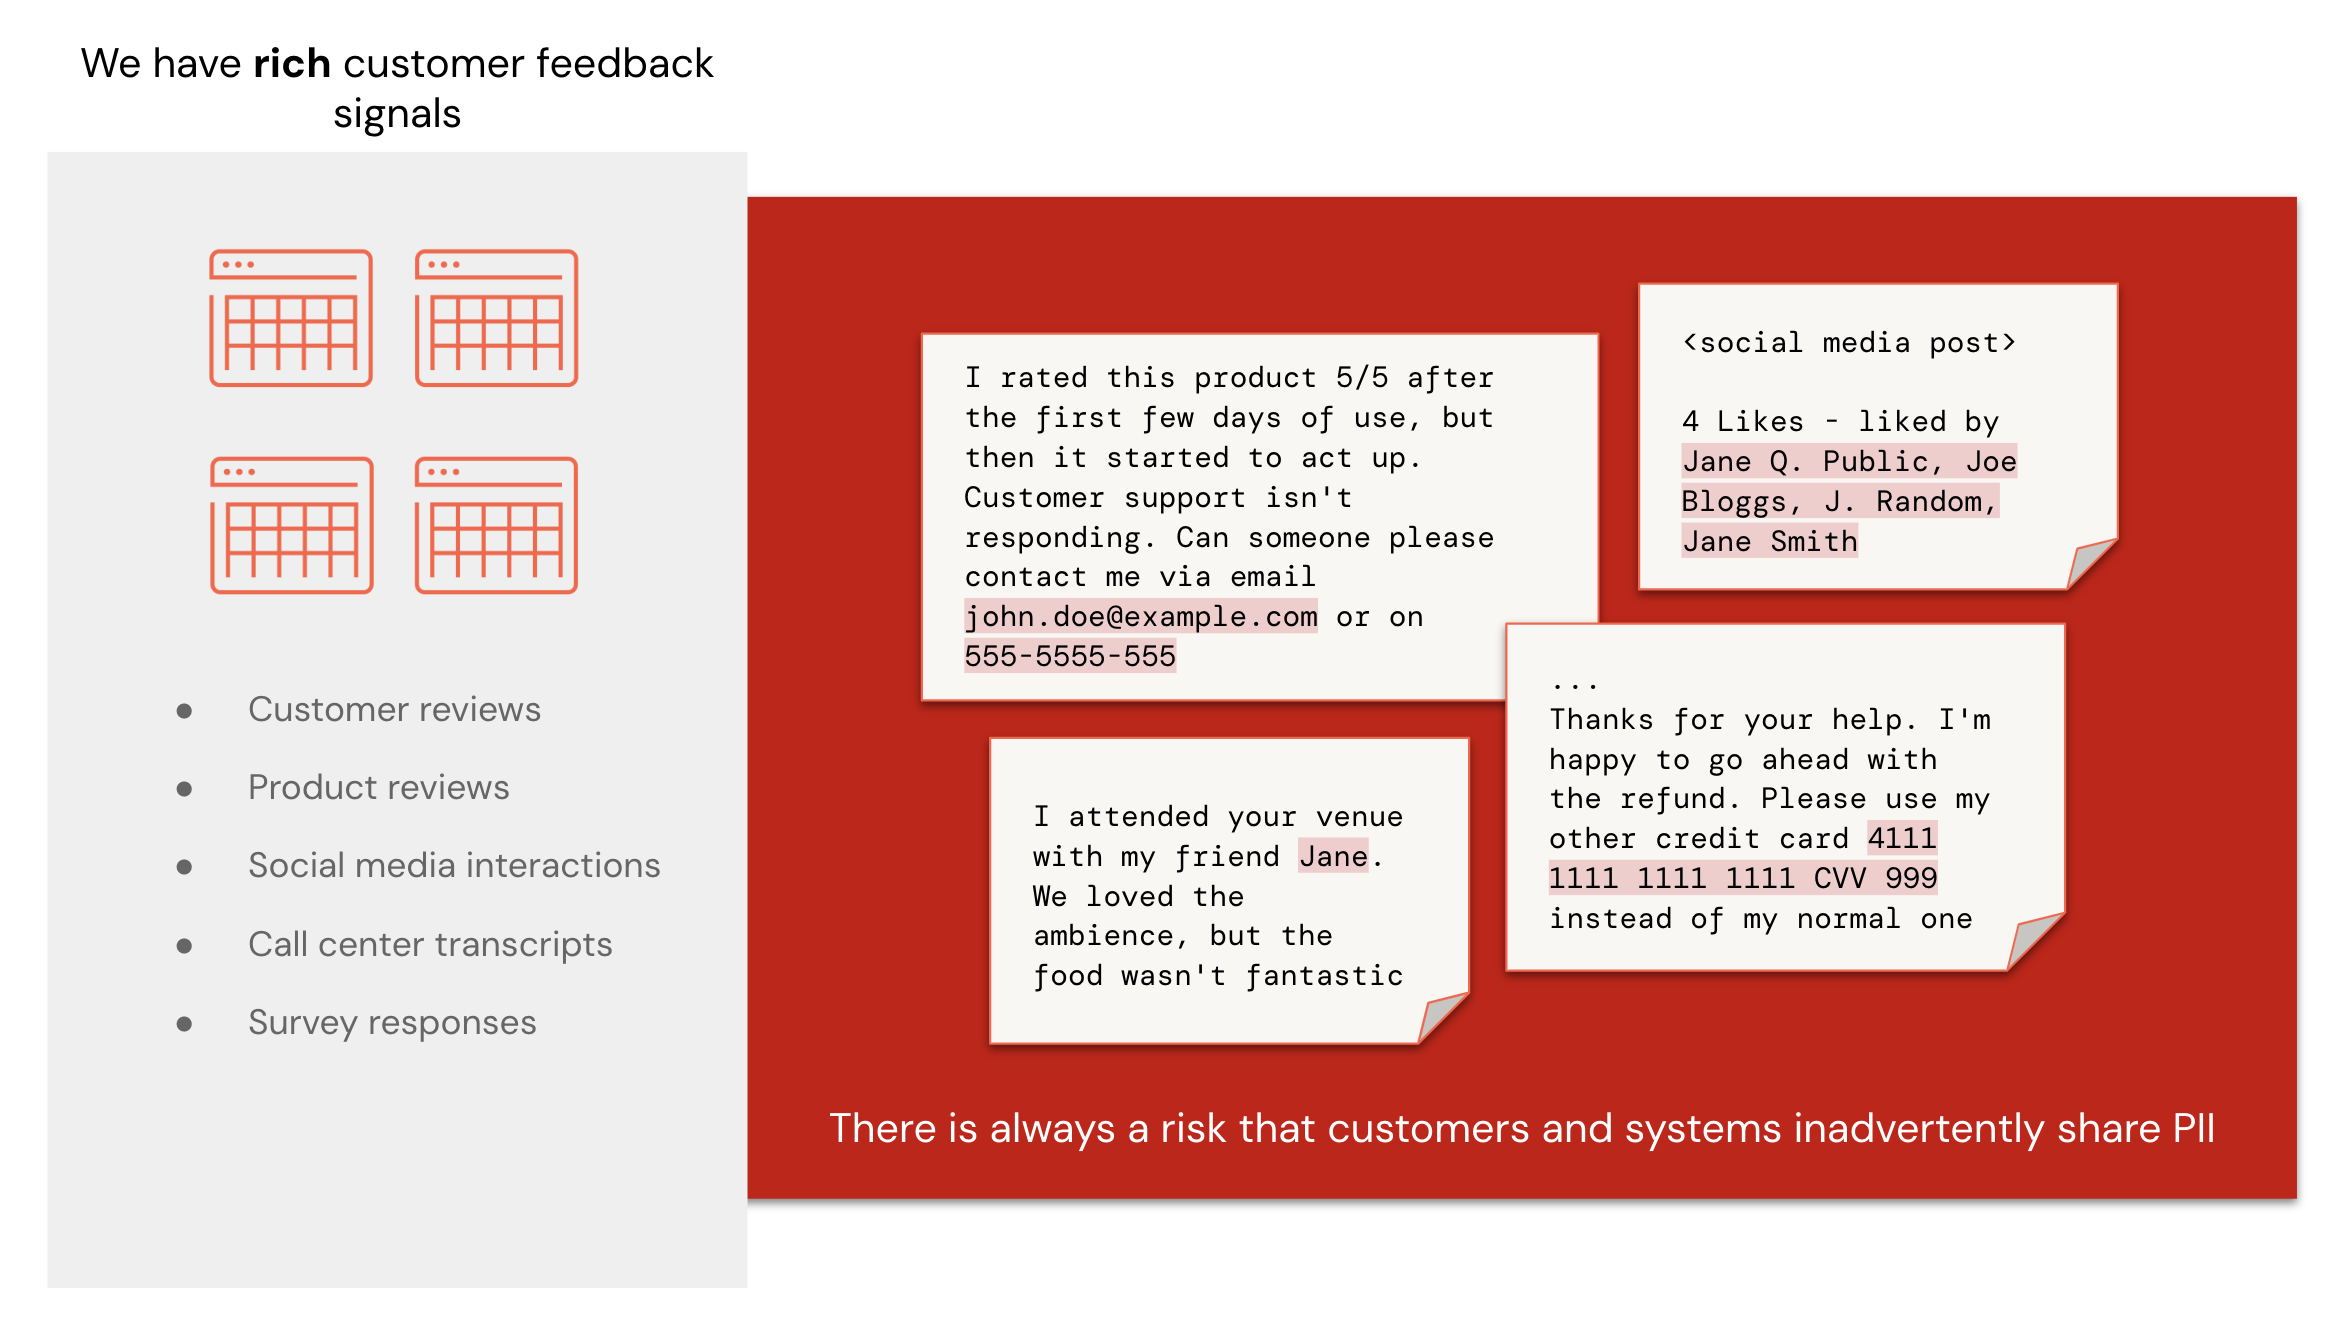 We have rich customer feedback
signals
● Customer reviews
● Product reviews
● Social media interactions
● Call center transcripts
● Survey responses
I rated this product 5/5 after
the first few days of use, but
then it started to act up.
Customer support isn't
responding. Can someone please
contact me via email
john.doe@example.com or on
555-5555-555
<social media post>
4 Likes - liked by
Jane Q. Public, Joe
Bloggs, J. Random,
Jane Smith
I attended your venue
with my friend Jane.
We loved the
ambience, but the
food wasn't fantastic
...
Thanks for your help. I'm
happy to go ahead with
the refund. Please use my
other credit card 4111
1111 1111 1111 CVV 999
instead of my normal one
There is always a risk that customers and systems inadvertently share PII